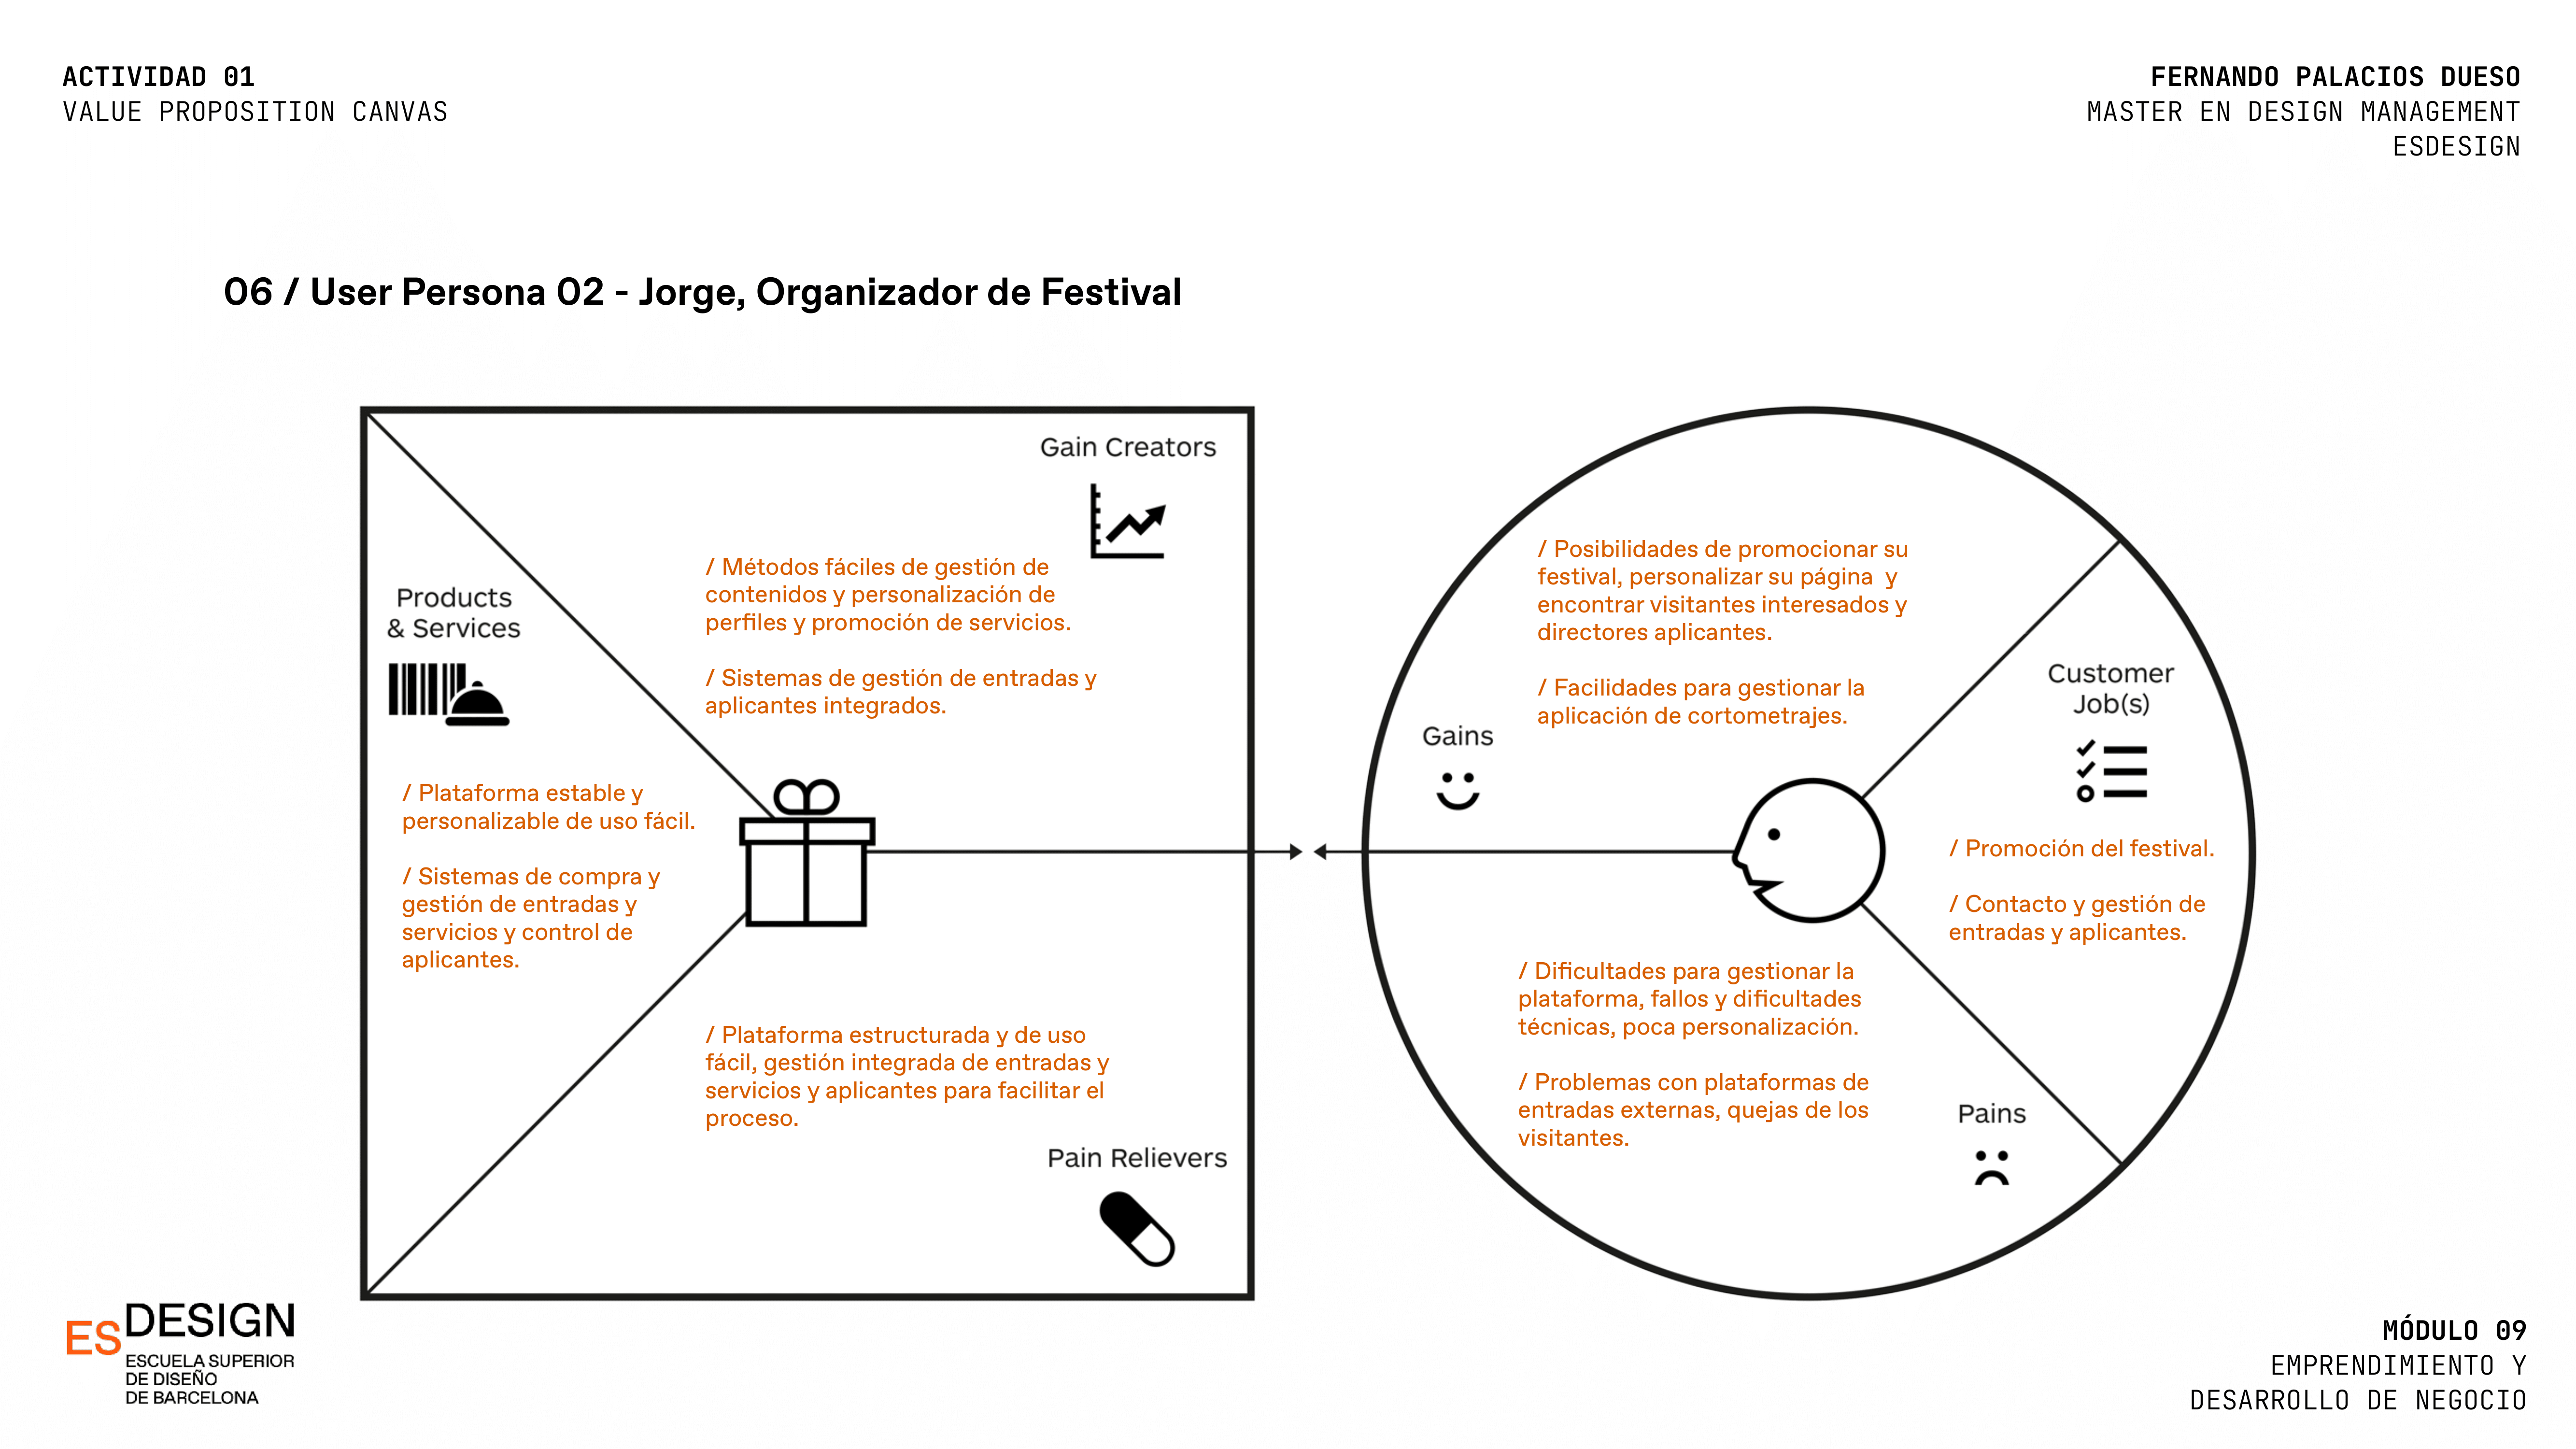 ACTIVIDAD 01
VALUE PROPOSITION CANVAS
FERNANDO PALACIOS DUESO
MASTER EN DESIGN MANAGEMENT
ESDESIGN
06 / User Persona 02 - Jorge, Organizador de Festival
Gain Creators
/ Métodos fáciles de gestión de
contenidos y personalización de
perfiles y promoción de servicios.
/ Sistemas de gestión de entradas y
aplicantes integrados.
Products
& Services
/ Plataforma estable y
personalizable de uso fácil.
/ Sistemas de compra y
gestión de entradas y
servicios y control de
aplicantes.
/ Plataforma estructurada y de uso
fácil, gestión integrada de entradas y
servicios y aplicantes para facilitar el
proceso.
Pain Relievers
/ Posibilidades de promocionar su
festival, personalizar su página y
encontrar visitantes interesados y
directores aplicantes.
/ Facilidades para gestionar la
aplicación de cortometrajes.
Gains
Customer
Job(s)
/ Promoción del festival.
/ Contacto y gestión de
entradas y aplicantes.
/ Dificultades para gestionar la
plataforma, fallos y dificultades
técnicas, poca personalización.
/ Problemas con plataformas de
entradas externas, quejas de los
visitantes.
Pains
ESDESIGN
ESCUELA SUPERIOR
DE DISEÑO
DE BARCELONA
MÓDULO 09
EMPRENDIMIENTO Y
DESARROLLO DE NEGOCIO